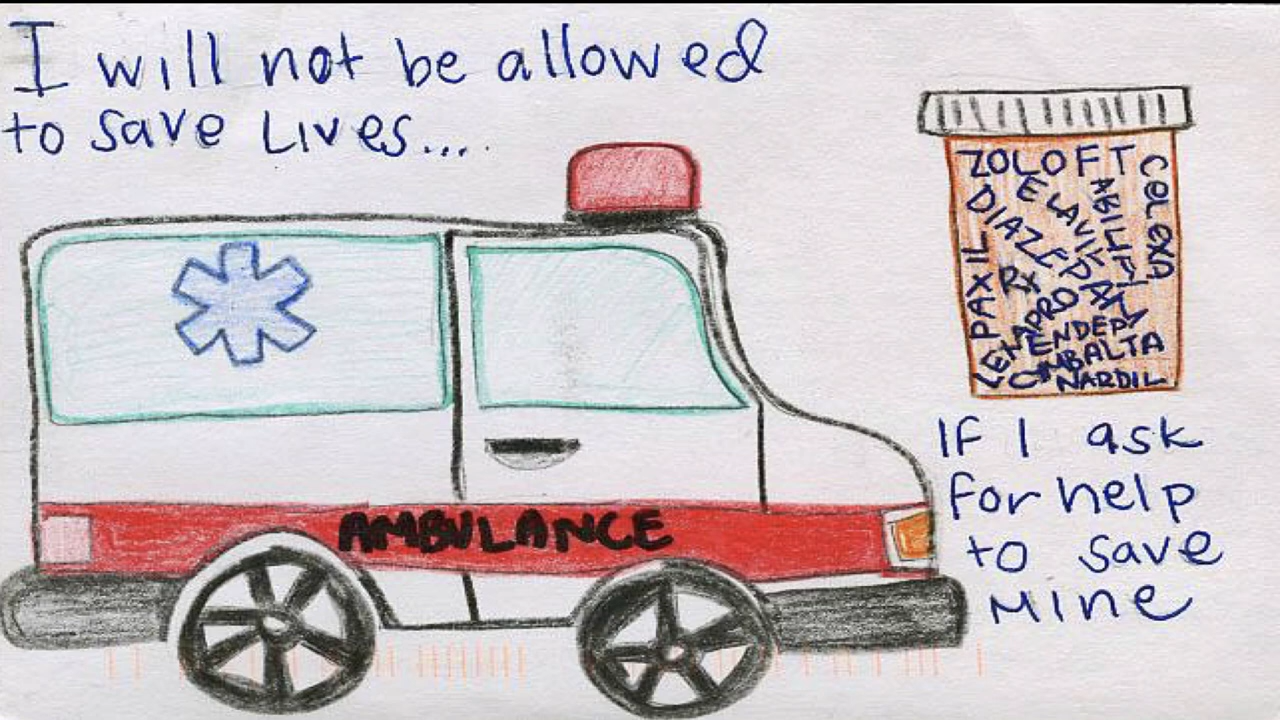 I will not be allowed
to save Lives....
AMBULANCE
ZOLOFT
CELEXA
ELAVIL
ABILIFY
DIAZEPAM
PAXIL
Rx
LEXAPRO
ENDEP
CYMBALTA
NARDIL
IF I ask
for help
to save
Mine